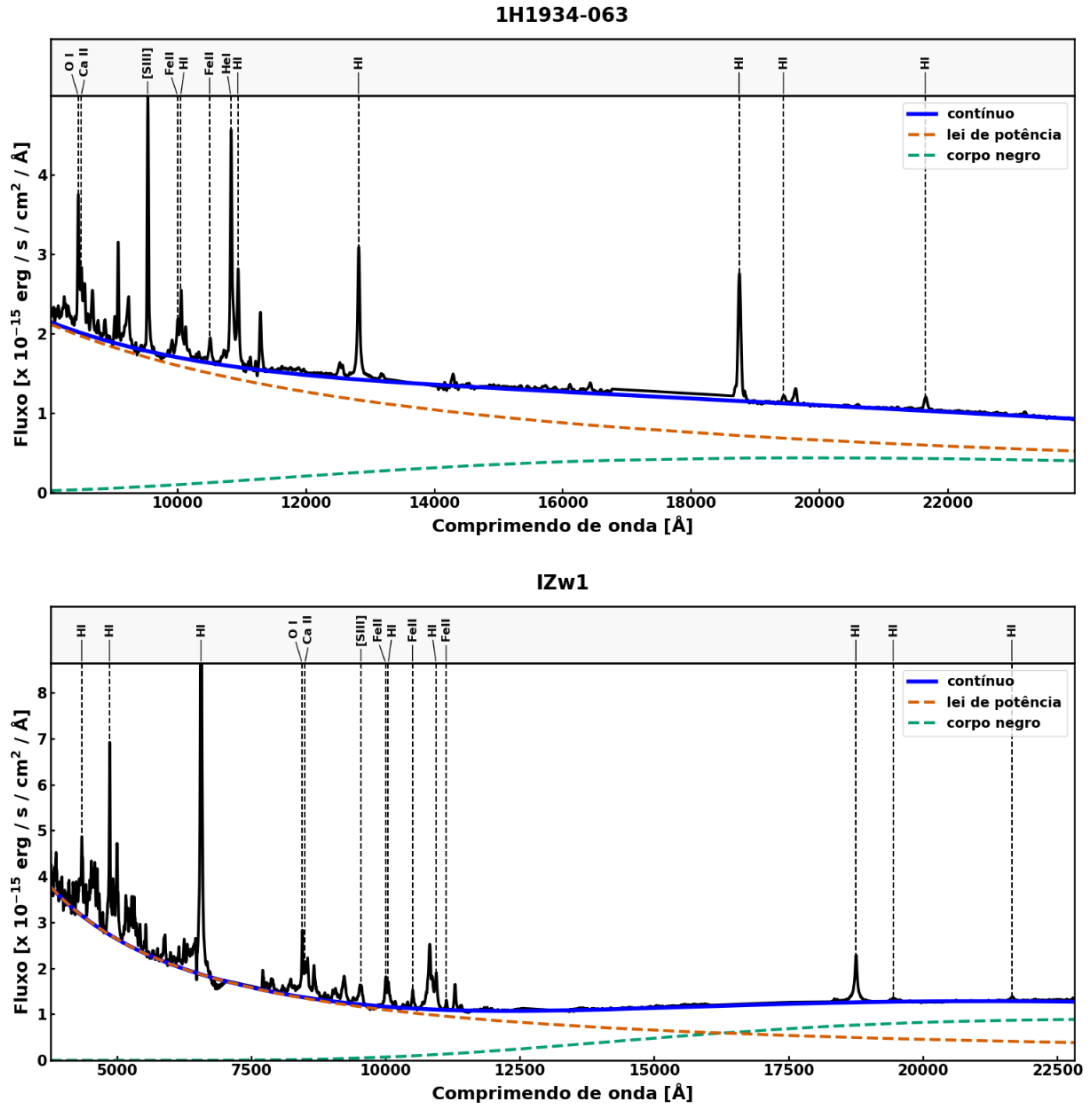 1H1934-063
O I
Ca II
[SIII]
FeII
HI
FeII
HeI
HI
HI
HI
HI
HI
contínuo
lei de potência
corpo negro
Fluxo [x 10⁻¹⁵ erg / s / cm² / Å]
4
3
2
1
0
10000 12000 14000 16000 18000 20000 22000
Comprimendo de onda [Å]
IZw1
HI
HI
HI
O I
Ca II
[SIII]
FeII
HI
FeII
HI
FeII
HI
HI
HI
contínuo
lei de potência
corpo negro
Fluxo [x 10⁻¹⁵ erg / s / cm² / Å]
8
7
6
5
4
3
2
1
0
5000 7500 10000 12500 15000 17500 20000 22500
Comprimendo de onda [Å]